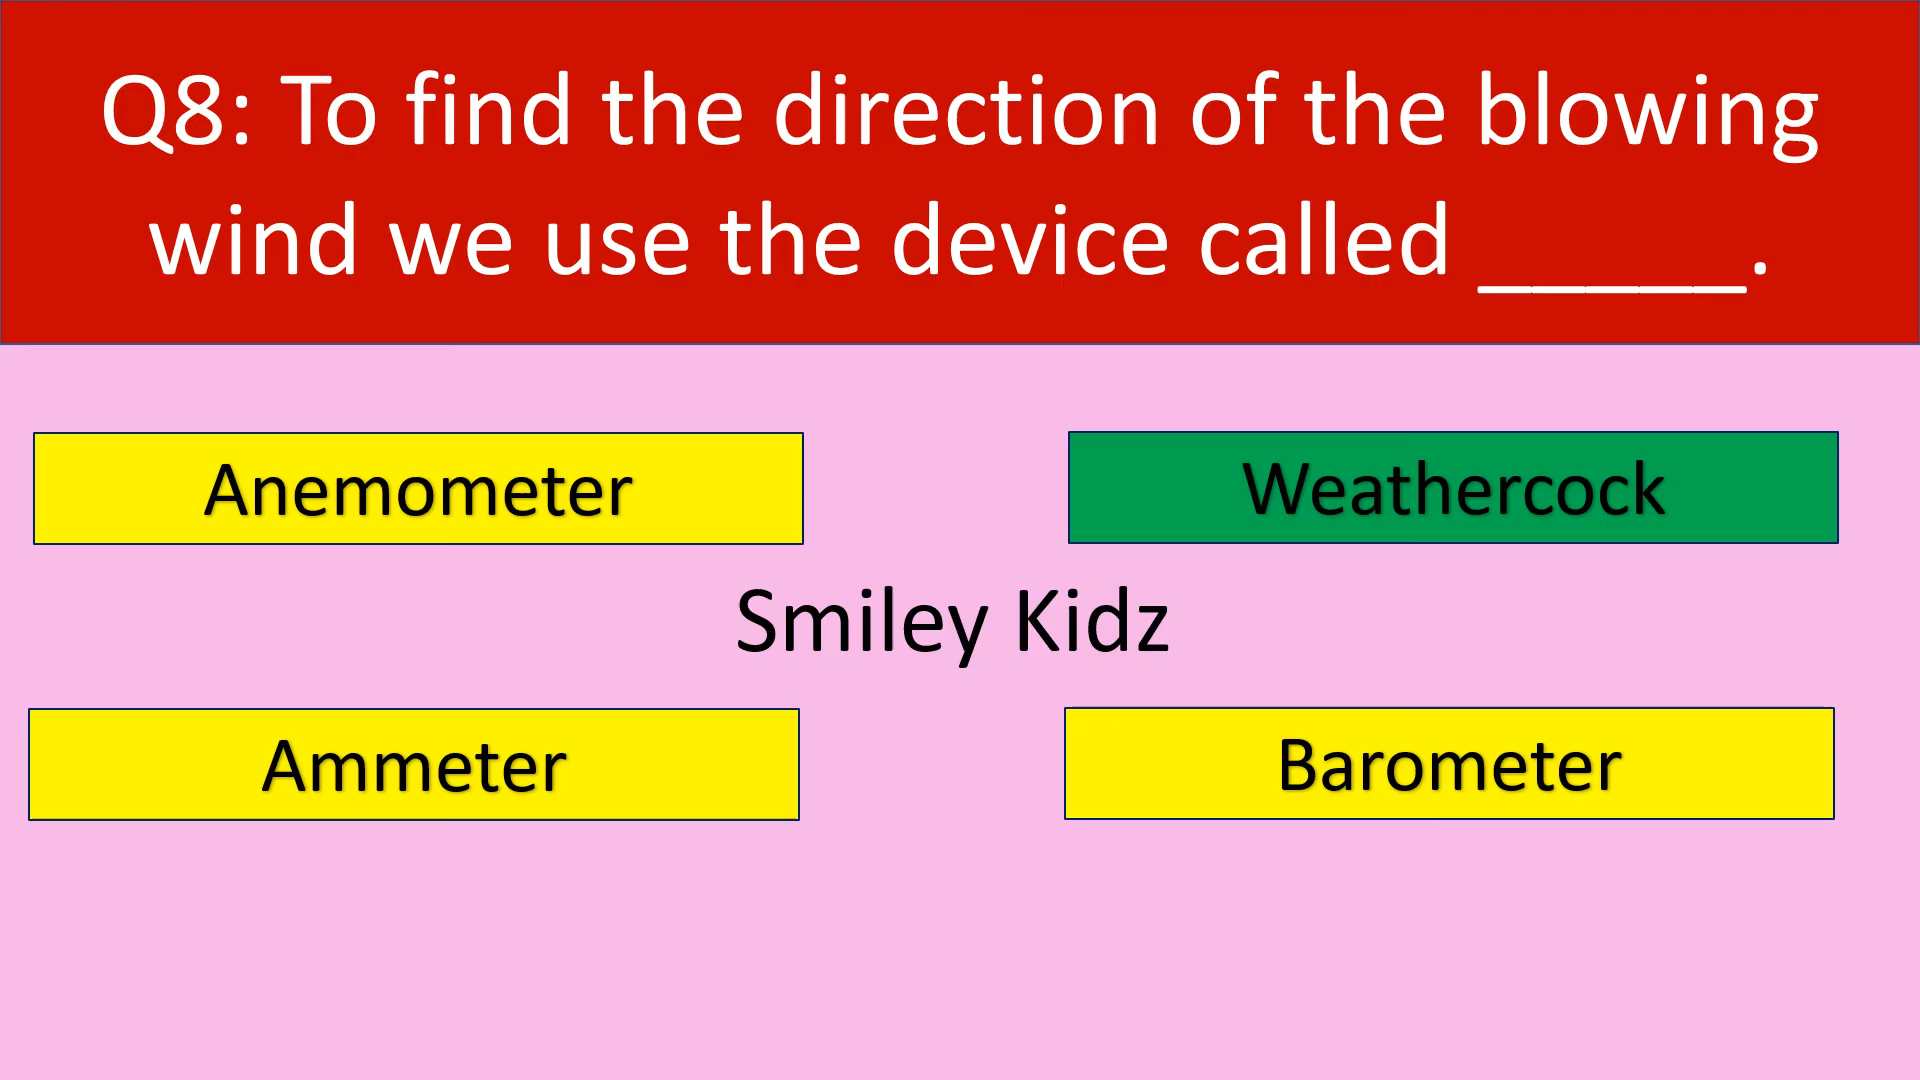 Q8: To find the direction of the blowing
wind we use the device called _____.
Anemometer
Weathercock
Smiley Kidz
Ammeter
Barometer